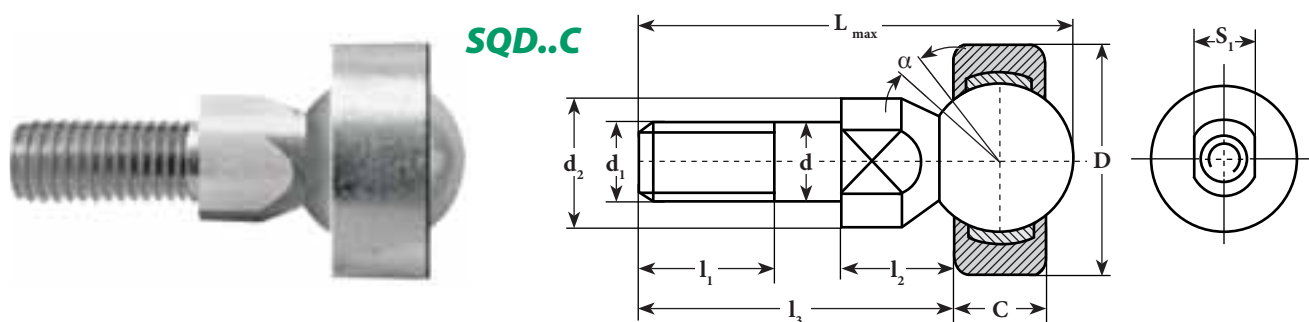 SQD..C
L max
α
S₁
d₂
d₁
d
D
l₁
l₂
l₃
C